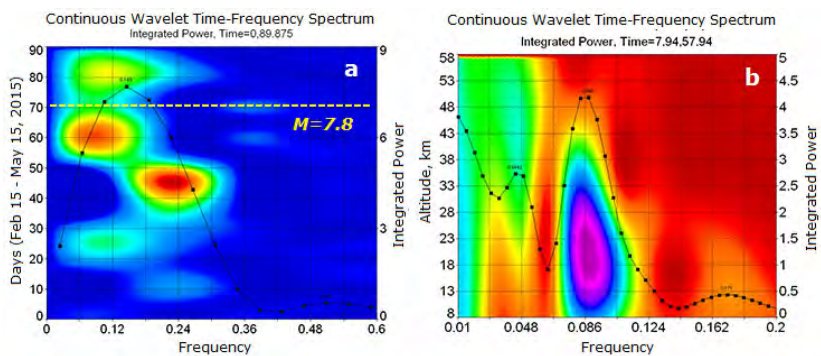 Continuous Wavelet Time-Frequency Spectrum
Integrated Power, Time=0,89.875
a
M=7.8
90
80
70
60
50
40
30
20
10
0
Days (Feb 15 - May 15, 2015)
9
6
3
0
Integrated Power
0 0.12 0.24 0.36 0.48 0.6
Frequency
Continuous Wavelet Time-Frequency Spectrum
Integrated Power, Time=7.94,57.94
b
58
53
48
43
38
33
28
23
18
13
8
Altitude, km
5
4.5
4
3.5
3
2.5
2
1.5
1
0.5
0
Integrated Power
0.01 0.048 0.086 0.124 0.162 0.2
Frequency